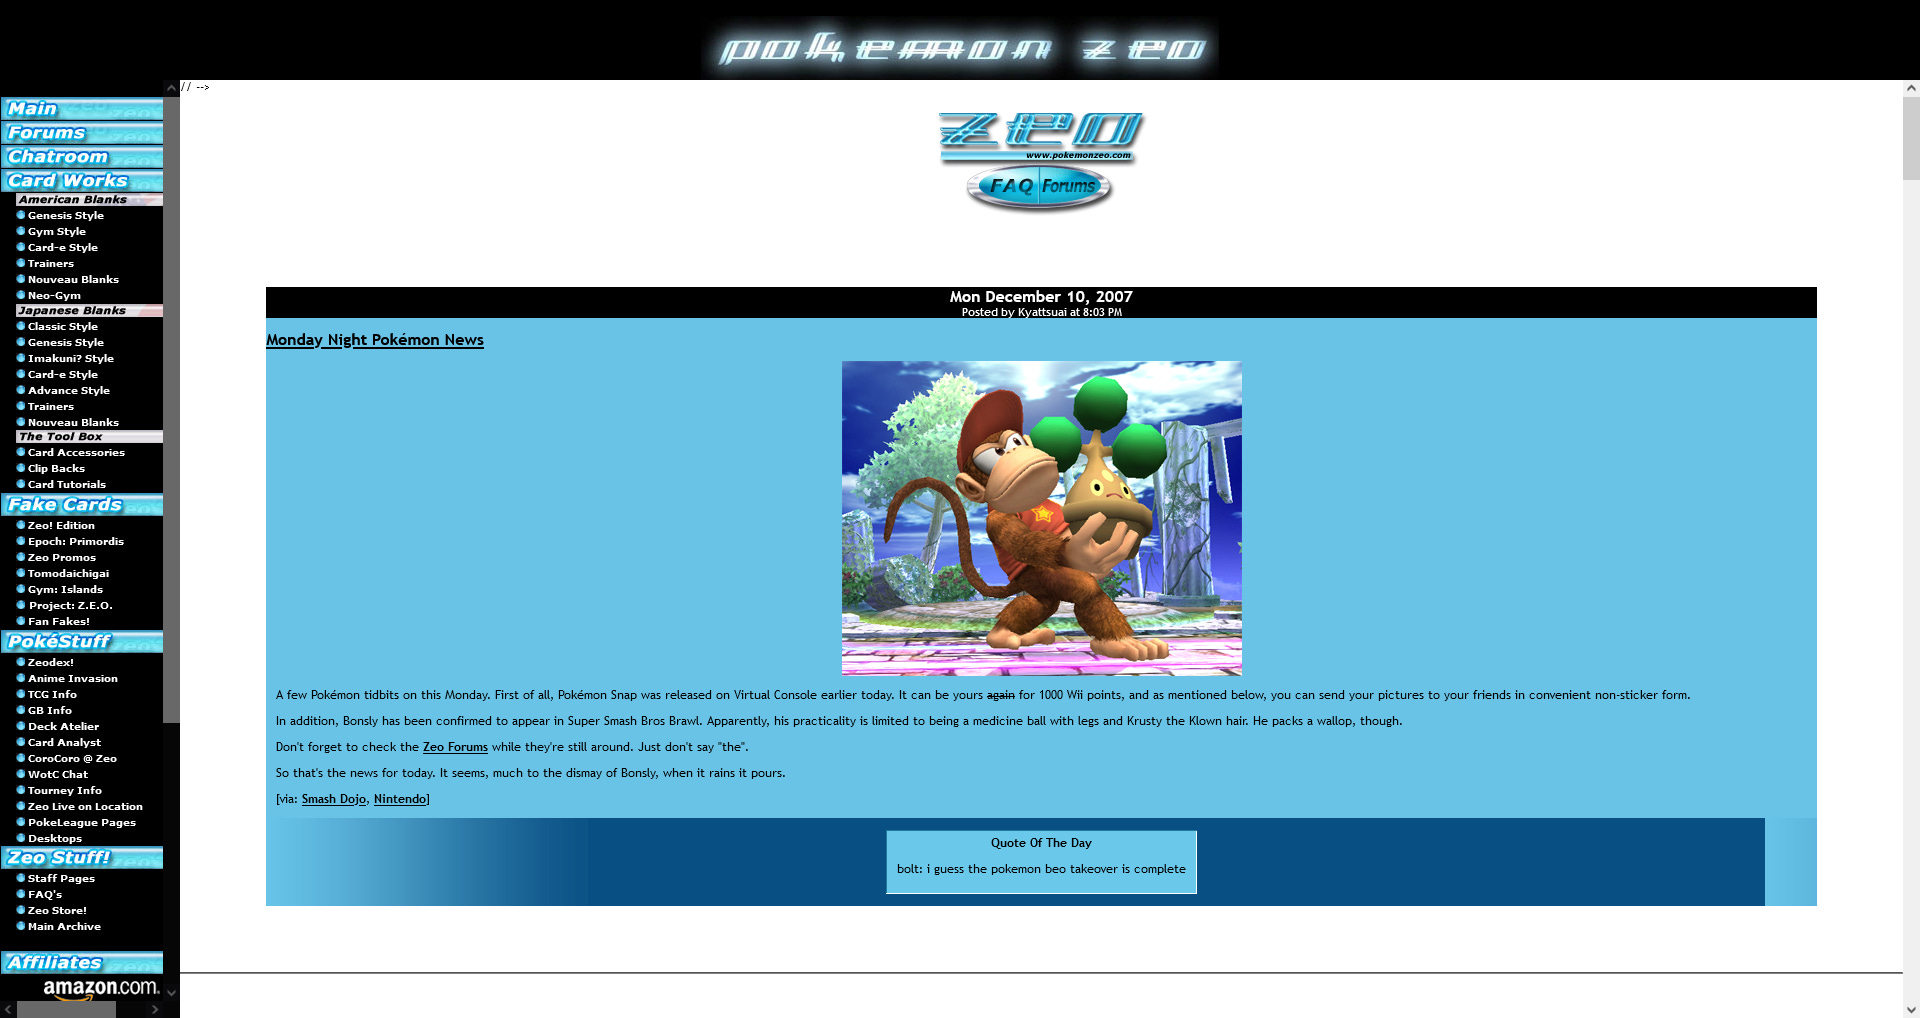 pokemon zeo
// -->
Main
Forums
Chatroom
Card Works
American Blanks
Genesis Style
Gym Style
Card-e Style
Trainers
Nouveau Blanks
Neo-Gym
Japanese Blanks
Classic Style
Genesis Style
Imakuni? Style
Card-e Style
Advance Style
Trainers
Nouveau Blanks
The Tool Box
Card Accessories
Clip Backs
Card Tutorials
Fake Cards
Zeo! Edition
Epoch: Primordis
Zeo Promos
Tomodaichigai
Gym: Islands
Project: Z.E.O.
Fan Fakes!
PokéStuff
Zeodex!
Anime Invasion
TCG Info
GB Info
Deck Atelier
Card Analyst
CoroCoro @ Zeo
WotC Chat
Tourney Info
Zeo Live on Location
PokeLeague Pages
Desktops
Zeo Stuff!
Staff Pages
FAQ's
Zeo Store!
Main Archive
Affiliates
amazon.com.
zeo
www.pokemonzeo.com
FAQ Forums
Mon December 10, 2007
Posted by Kyattsuai at 8:03 PM
Monday Night Pokémon News
A few Pokémon tidbits on this Monday. First of all, Pokémon Snap was released on Virtual Console earlier today. It can be yours again for 1000 Wii points, and as mentioned below, you can send your pictures to your friends in convenient non-sticker form.
In addition, Bonsly has been confirmed to appear in Super Smash Bros Brawl. Apparently, his practicality is limited to being a medicine ball with legs and Krusty the Klown hair. He packs a wallop, though.
Don't forget to check the Zeo Forums while they're still around. Just don't say "the".
So that's the news for today. It seems, much to the dismay of Bonsly, when it rains it pours.
[via: Smash Dojo, Nintendo]
Quote Of The Day
bolt: i guess the pokemon beo takeover is complete